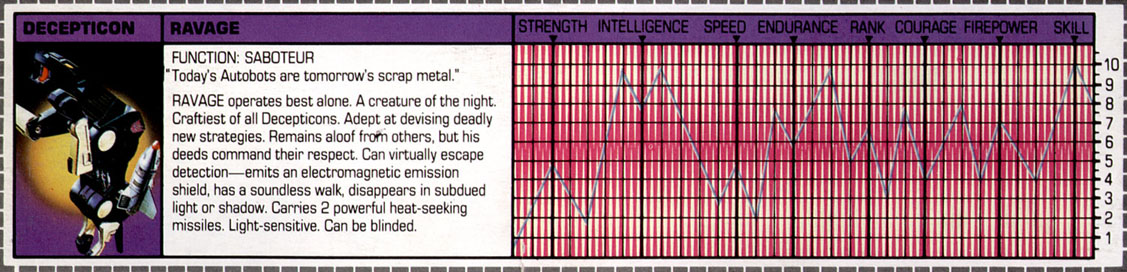 DECEPTICON
RAVAGE
FUNCTION: SABOTEUR
"Today's Autobots are tomorrow's scrap metal."
RAVAGE operates best alone. A creature of the night.
Craftiest of all Decepticons. Adept at devising deadly
new strategies. Remains aloof from others, but his
deeds command their respect. Can virtually escape
detection—emits an electromagnetic emission
shield, has a soundless walk, disappears in subdued
light or shadow. Carries 2 powerful heat-seeking
missiles. Light-sensitive. Can be blinded.
STRENGTH INTELLIGENCE SPEED ENDURANCE RANK COURAGE FIREPOWER SKILL
10
9
8
7
6
5
4
3
2
1